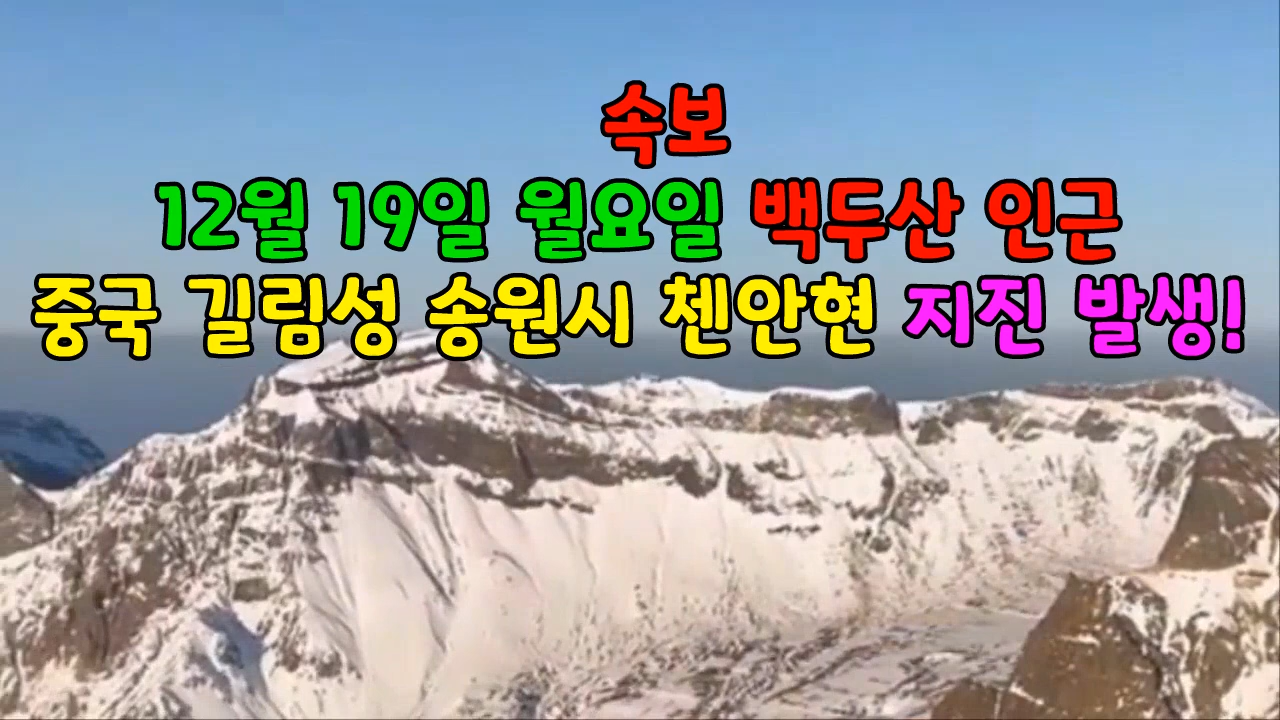 속보
12월 19일 월요일 백두산 인근
중국 길림성 송원시 첸안현 지진 발생!